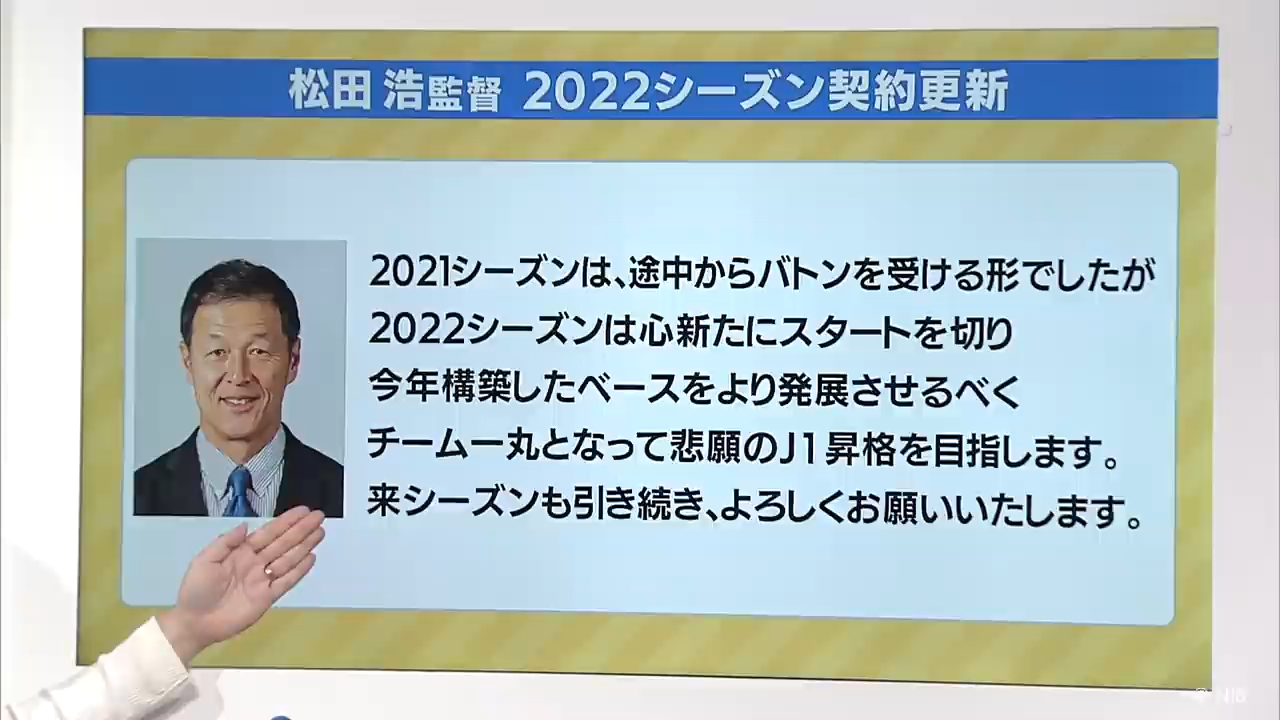 松田 浩監督 2022シーズン契約更新
2021シーズンは、途中からバトンを受ける形でしたが
2022シーズンは心新たにスタートを切り
今年構築したベースをより発展させるべく
チーム一丸となって悲願のJ1昇格を目指します。
来シーズンも引き続き、よろしくお願いいたします。
NIB